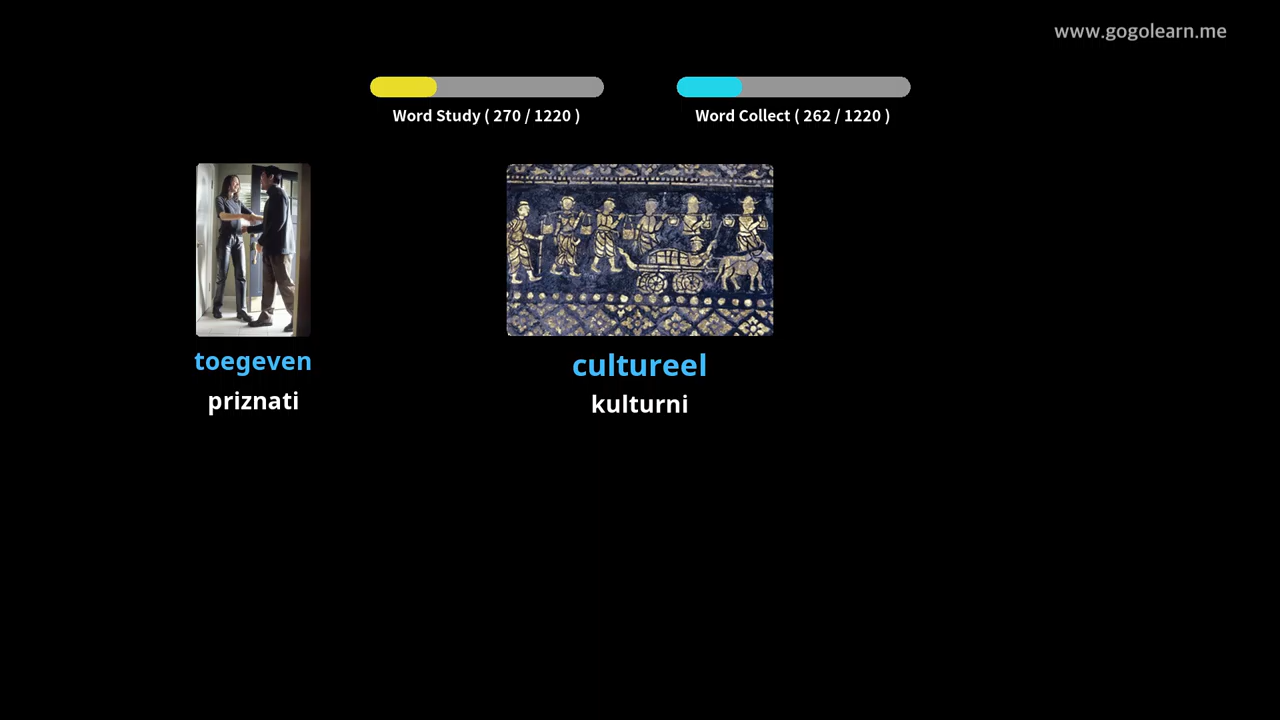 www.gogolearn.me
Word Study ( 270 / 1220 )
Word Collect ( 262 / 1220 )
toegeven
priznati
cultureel
kulturni